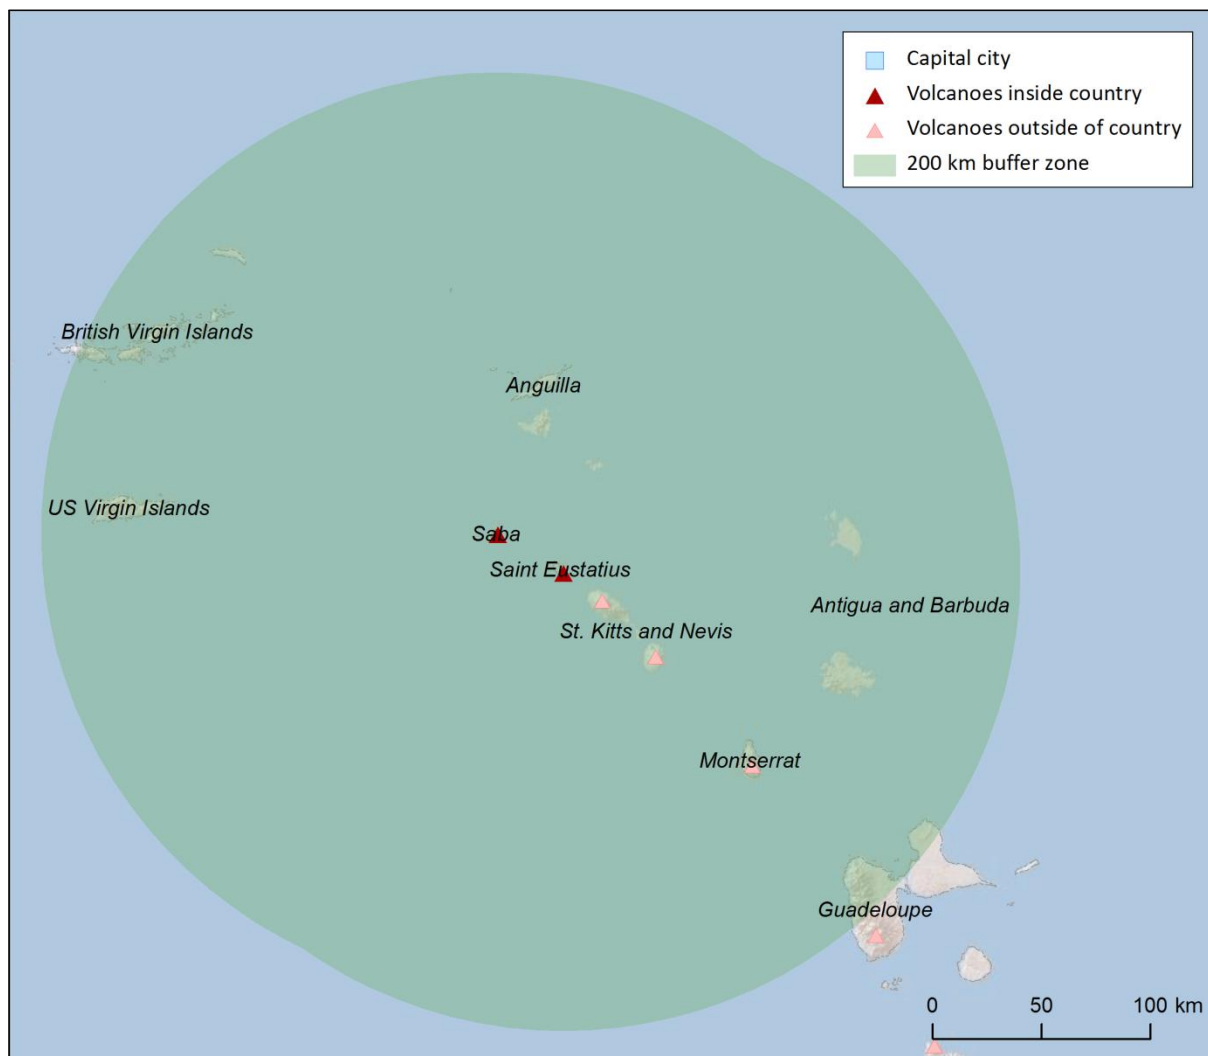 Capital city
Volcanoes inside country
Volcanoes outside of country
200 km buffer zone
British Virgin Islands
Anguilla
US Virgin Islands
Saba
Saint Eustatius
Antigua and Barbuda
St. Kitts and Nevis
Montserrat
Guadeloupe
0 50 100 km